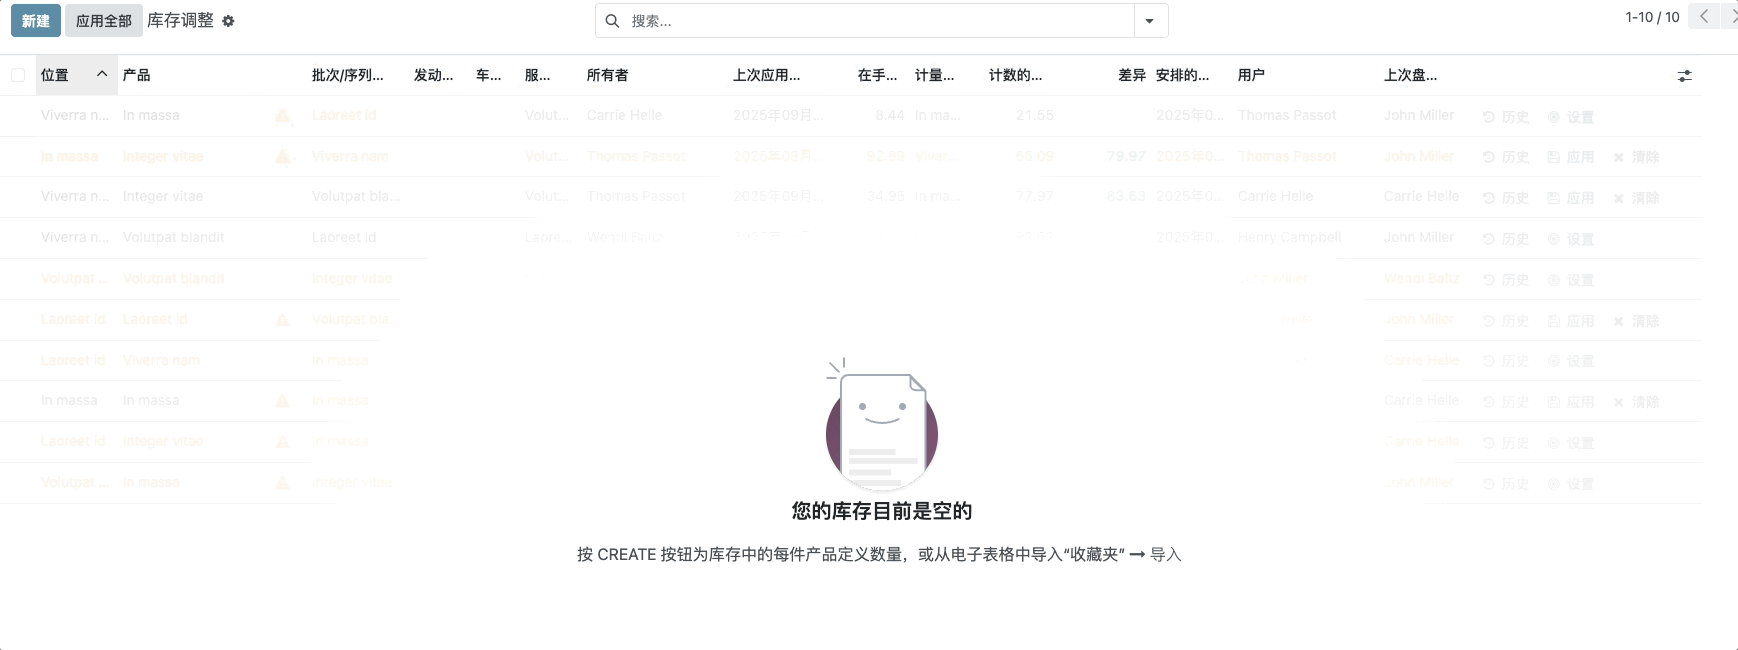 新建 应用全部 库存调整 搜索... 1-10 / 10
位置 产品 批次/序列... 发动... 车... 服... 所有者 上次应用... 在手... 计量... 计数的... 差异 安排的... 用户 上次盘...
Viverra n... In massa Laoreet id Volut... Carrie Helle 2025年09月... 8.44 In ma... 21.55 2025年0... Thomas Passot John Miller 历史 设置
In massa Integer vitae Viverra nam Volut... Thomas Passot 2025年09月... 92.89 Viver... 65.09 79.97 2025年0... Thomas Passot John Miller 历史 应用 清除
Viverra n... Integer vitae Volutpat bla... Volut... Thomas Passot 2025年09月... 34.95 In ma... 77.97 83.63 2025年0... Carrie Helle Carrie Helle 历史 应用 清除
Viverra n... Volutpat blandit Laoreet id Laore... Wendi Baltz 2025年0... Henry Campbell John Miller 历史 设置
Volutpat ... Volutpat blandit Integer vitae Miller Wendi Baltz 历史 设置
Laoreet id Laoreet id Volutpat bla... John Miller 历史 应用 清除
Laoreet id Viverra nam In massa Carrie Helle 历史 设置
In massa In massa In massa Carrie Helle 历史 应用 清除
Laoreet id Integer vitae In massa Carrie Helle 历史 设置
Volutpat ... In massa Integer vitae John Miller 历史 设置
您的库存目前是空的
按 CREATE 按钮为库存中的每件产品定义数量，或从电子表格中导入“收藏夹” ➞ 导入